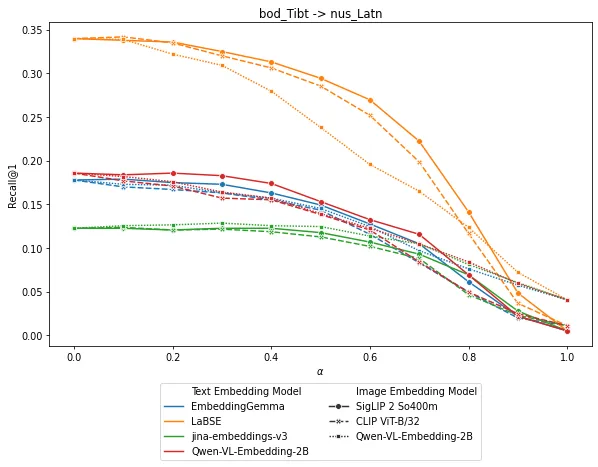 bod_Tibt -> nus_Latn
Recall@1
0.35
0.30
0.25
0.20
0.15
0.10
0.05
0.00
0.0 0.2 0.4 0.6 0.8 1.0
α
Text Embedding Model Image Embedding Model
EmbeddingGemma SigLIP 2 So400m
LaBSE CLIP ViT-B/32
jina-embeddings-v3 Qwen-VL-Embedding-2B
Qwen-VL-Embedding-2B